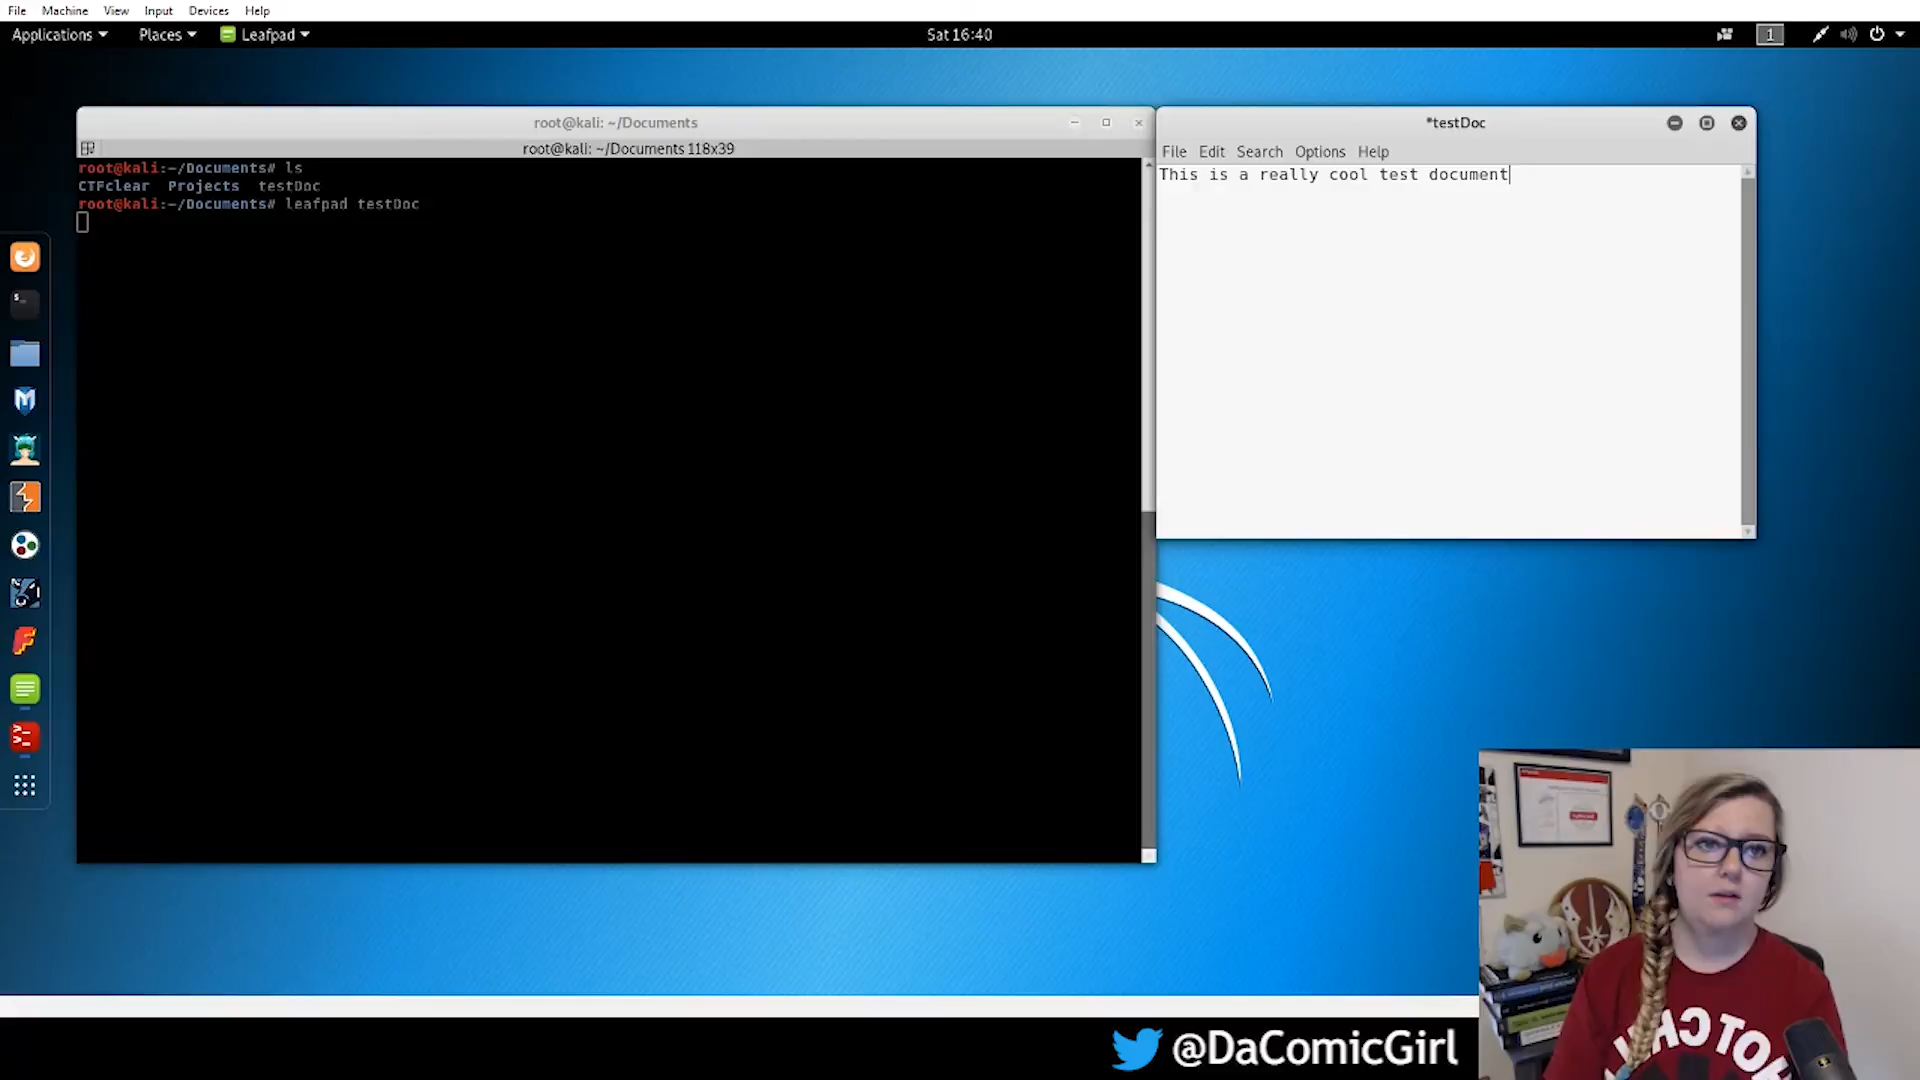 File Machine View Input Devices Help
Applications Places Leafpad Sat 16:40 1
root@kali: ~/Documents
root@kali: ~/Documents 118x39
root@kali:~/Documents# ls
CTFclear Projects testDoc
root@kali:~/Documents# leafpad testDoc
*testDoc
File Edit Search Options Help
This is a really cool test document
@DaComicGirl